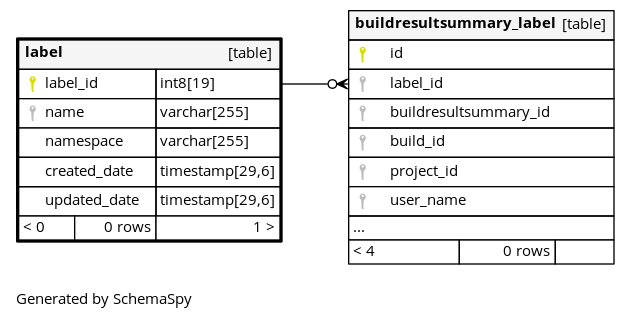 label [table]
label_id int8[19]
name varchar[255]
namespace varchar[255]
created_date timestamp[29,6]
updated_date timestamp[29,6]
< 0 0 rows 1 >
buildresultsummary_label [table]
id
label_id
buildresultsummary_id
build_id
project_id
user_name
...
< 4 0 rows
Generated by SchemaSpy